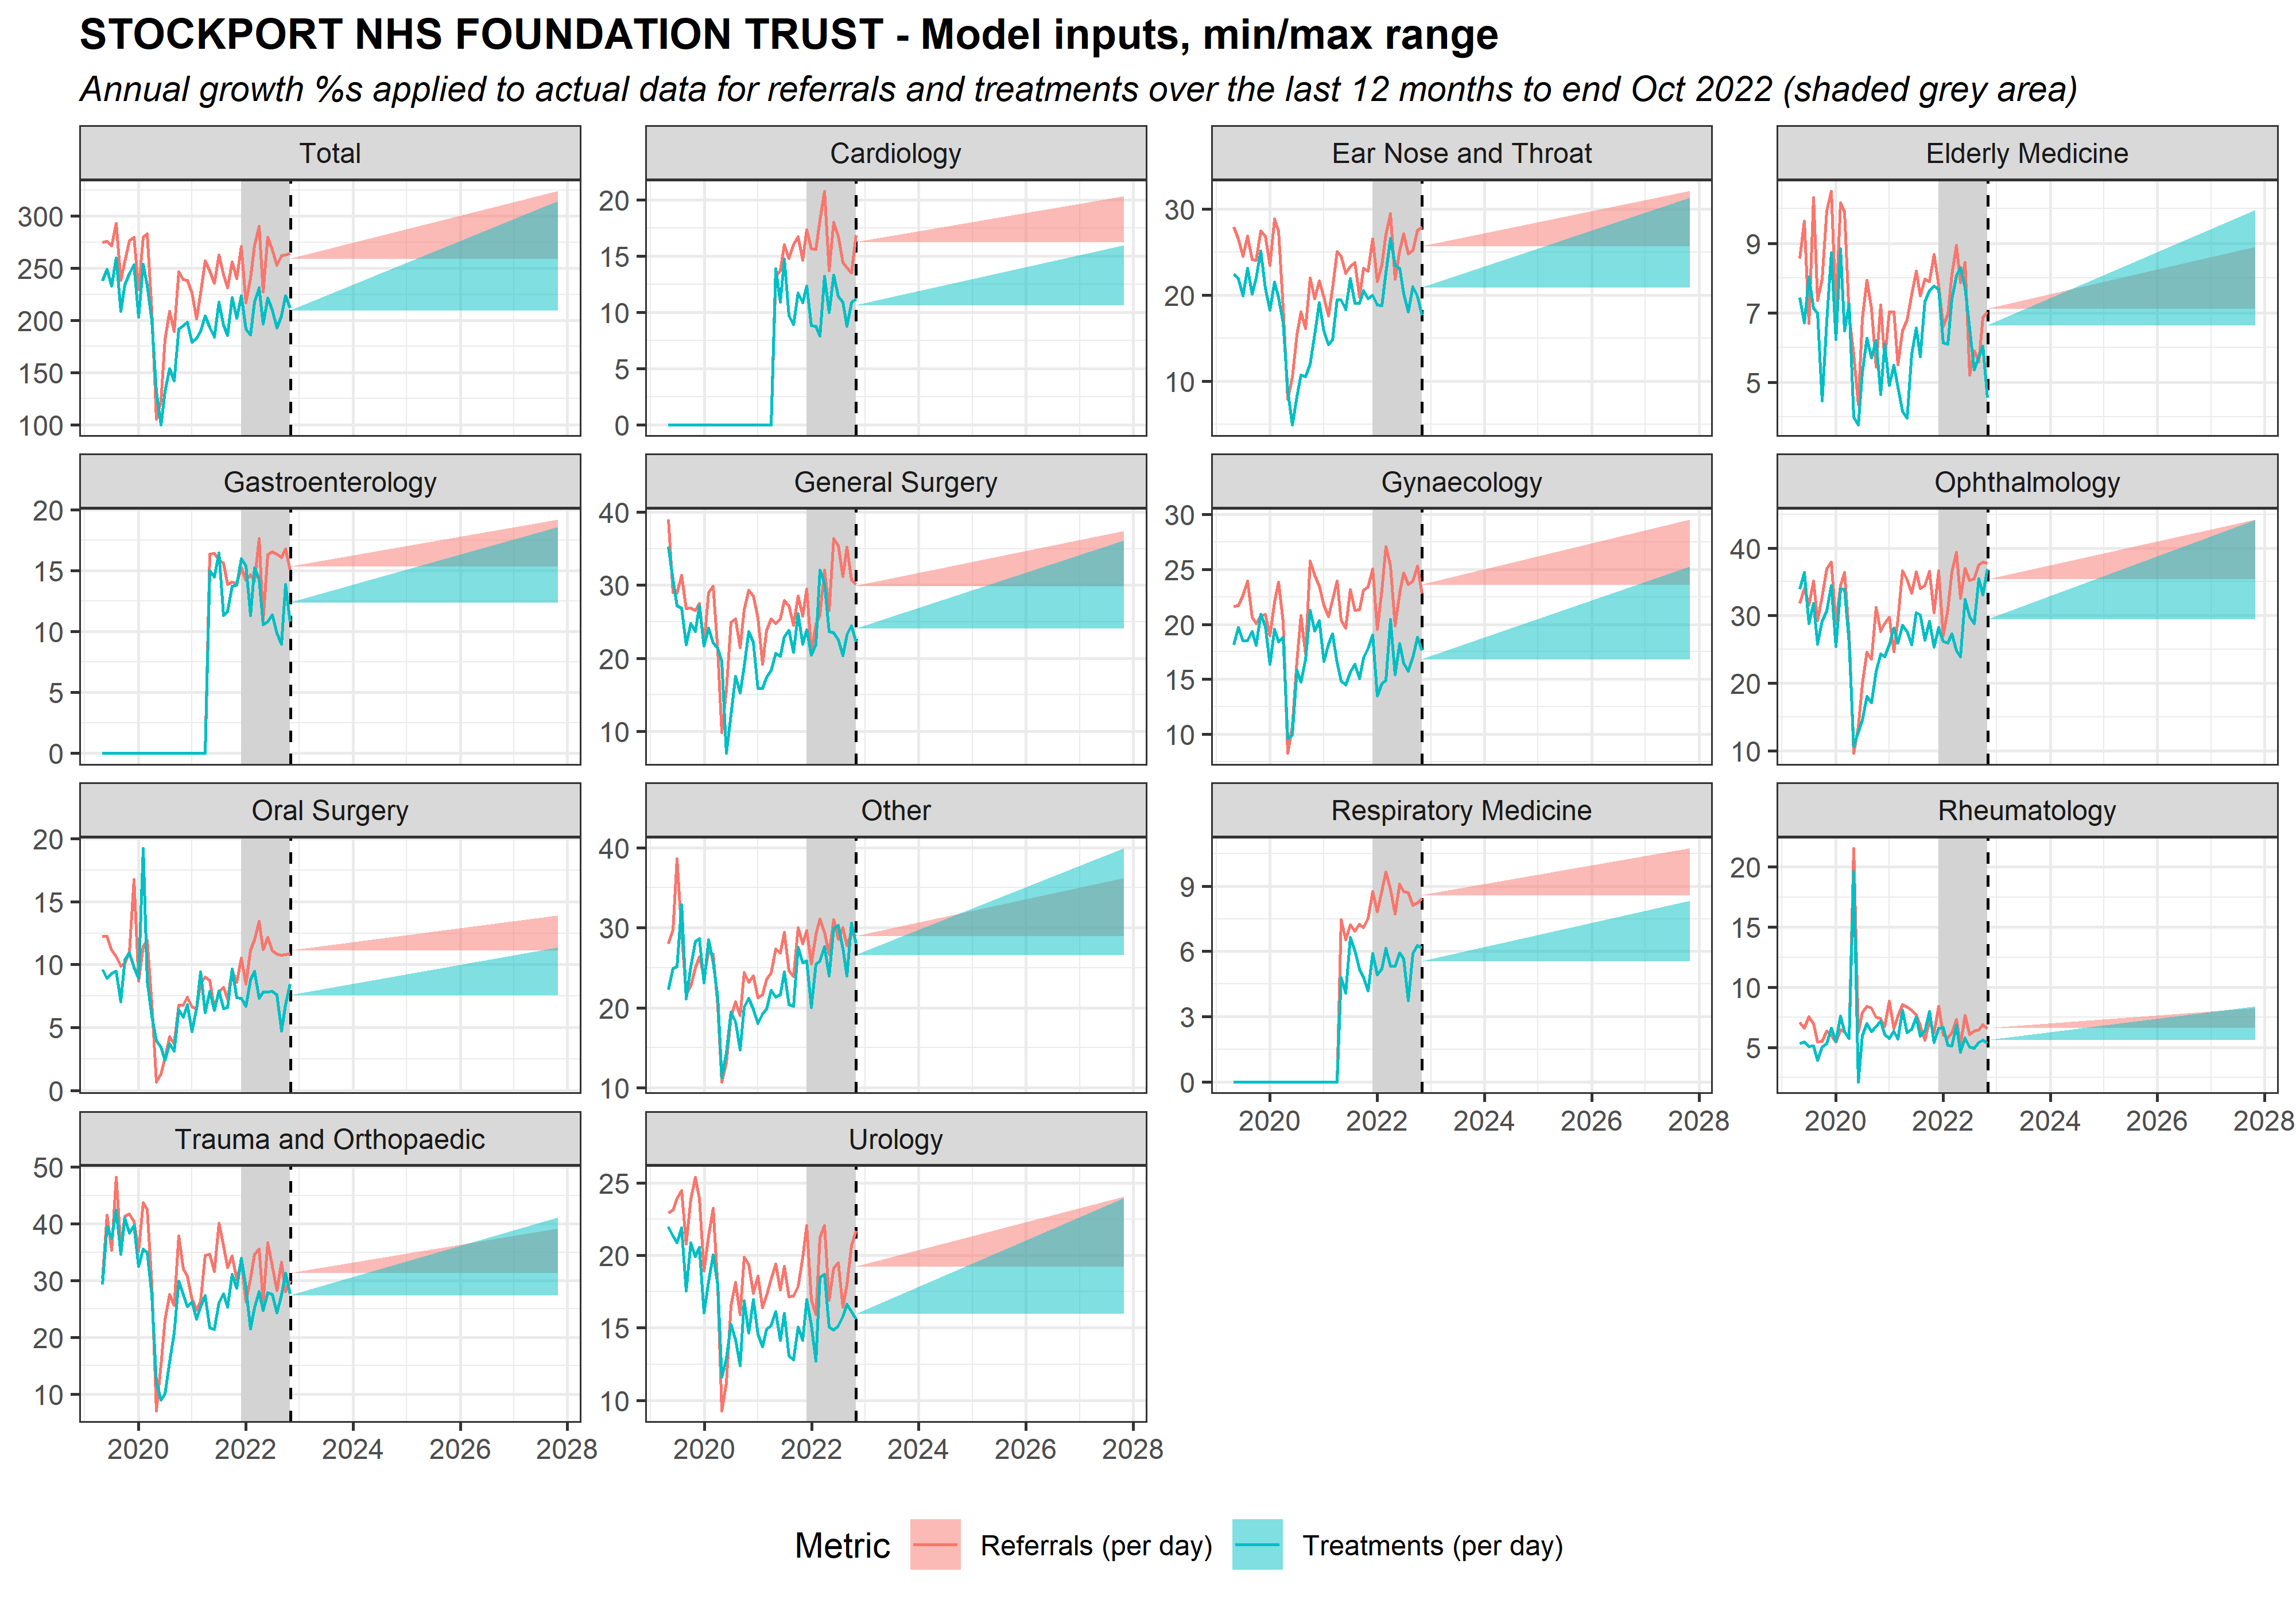 STOCKPORT NHS FOUNDATION TRUST - Model inputs, min/max range
Annual growth %s applied to actual data for referrals and treatments over the last 12 months to end Oct 2022 (shaded grey area)
Total
300
250
200
150
100
Cardiology
20
15
10
5
0
Ear Nose and Throat
30
20
10
Elderly Medicine
9
7
5
Gastroenterology
20
15
10
5
0
General Surgery
40
30
20
10
Gynaecology
30
25
20
15
10
Ophthalmology
40
30
20
10
Oral Surgery
20
15
10
5
0
Other
40
30
20
10
Respiratory Medicine
9
6
3
0
2020 2022 2024 2026 2028
Rheumatology
20
15
10
5
2020 2022 2024 2026 2028
Trauma and Orthopaedic
50
40
30
20
10
2020 2022 2024 2026 2028
Urology
25
20
15
10
2020 2022 2024 2026 2028
Metric Referrals (per day) Treatments (per day)